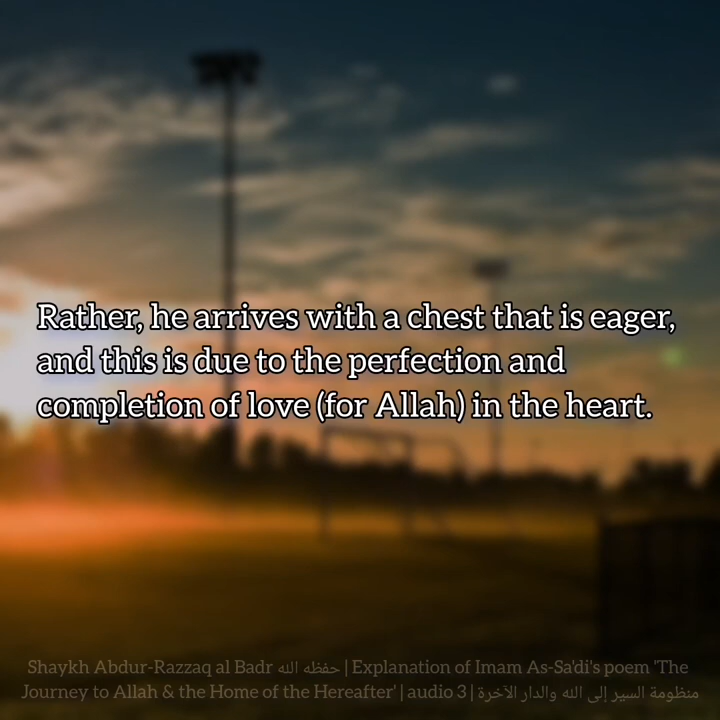 Rather, he arrives with a chest that is eager,
and this is due to the perfection and
completion of love (for Allah) in the heart.
Shaykh Abdur-Razzaq al Badr حفظه الله | Explanation of Imam As-Sa'di's poem 'The
Journey to Allah & the Home of the Hereafter' | audio 3 | منظومة السير إلى الله والدار الآخرة